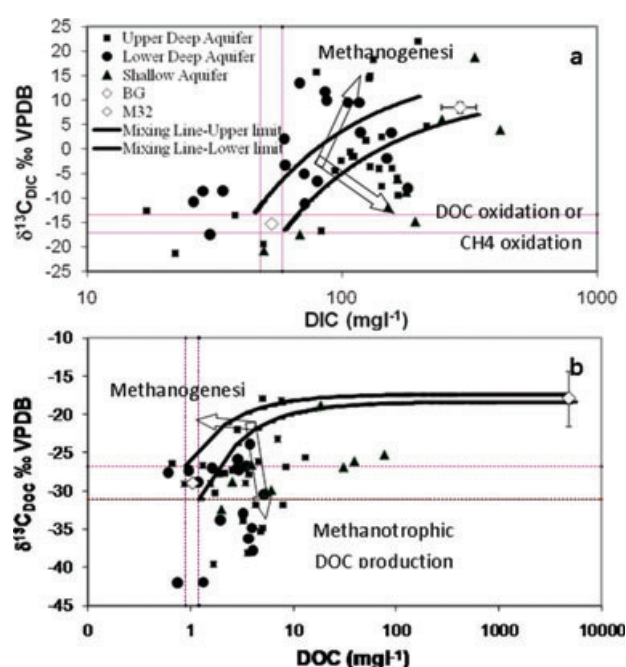 25
20
15
10
5
0
-5
-10
-15
-20
-25
δ¹³C_DIC ‰ VPDB
Upper Deep Aquifer
Lower Deep Aquifer
Shallow Aquifer
BG
M32
Mixing Line-Upper limit
Mixing Line-Lower limit
Methanogenesi
a
DOC oxidation or
CH4 oxidation
10
100
1000
DIC (mgl⁻¹)
-10
-15
-20
-25
-30
-35
-40
-45
δ¹³C_DOC ‰ VPDB
b
Methanogenesi
Methanotrophic
DOC production
0
1
10
100
1000
10000
DOC (mgl⁻¹)